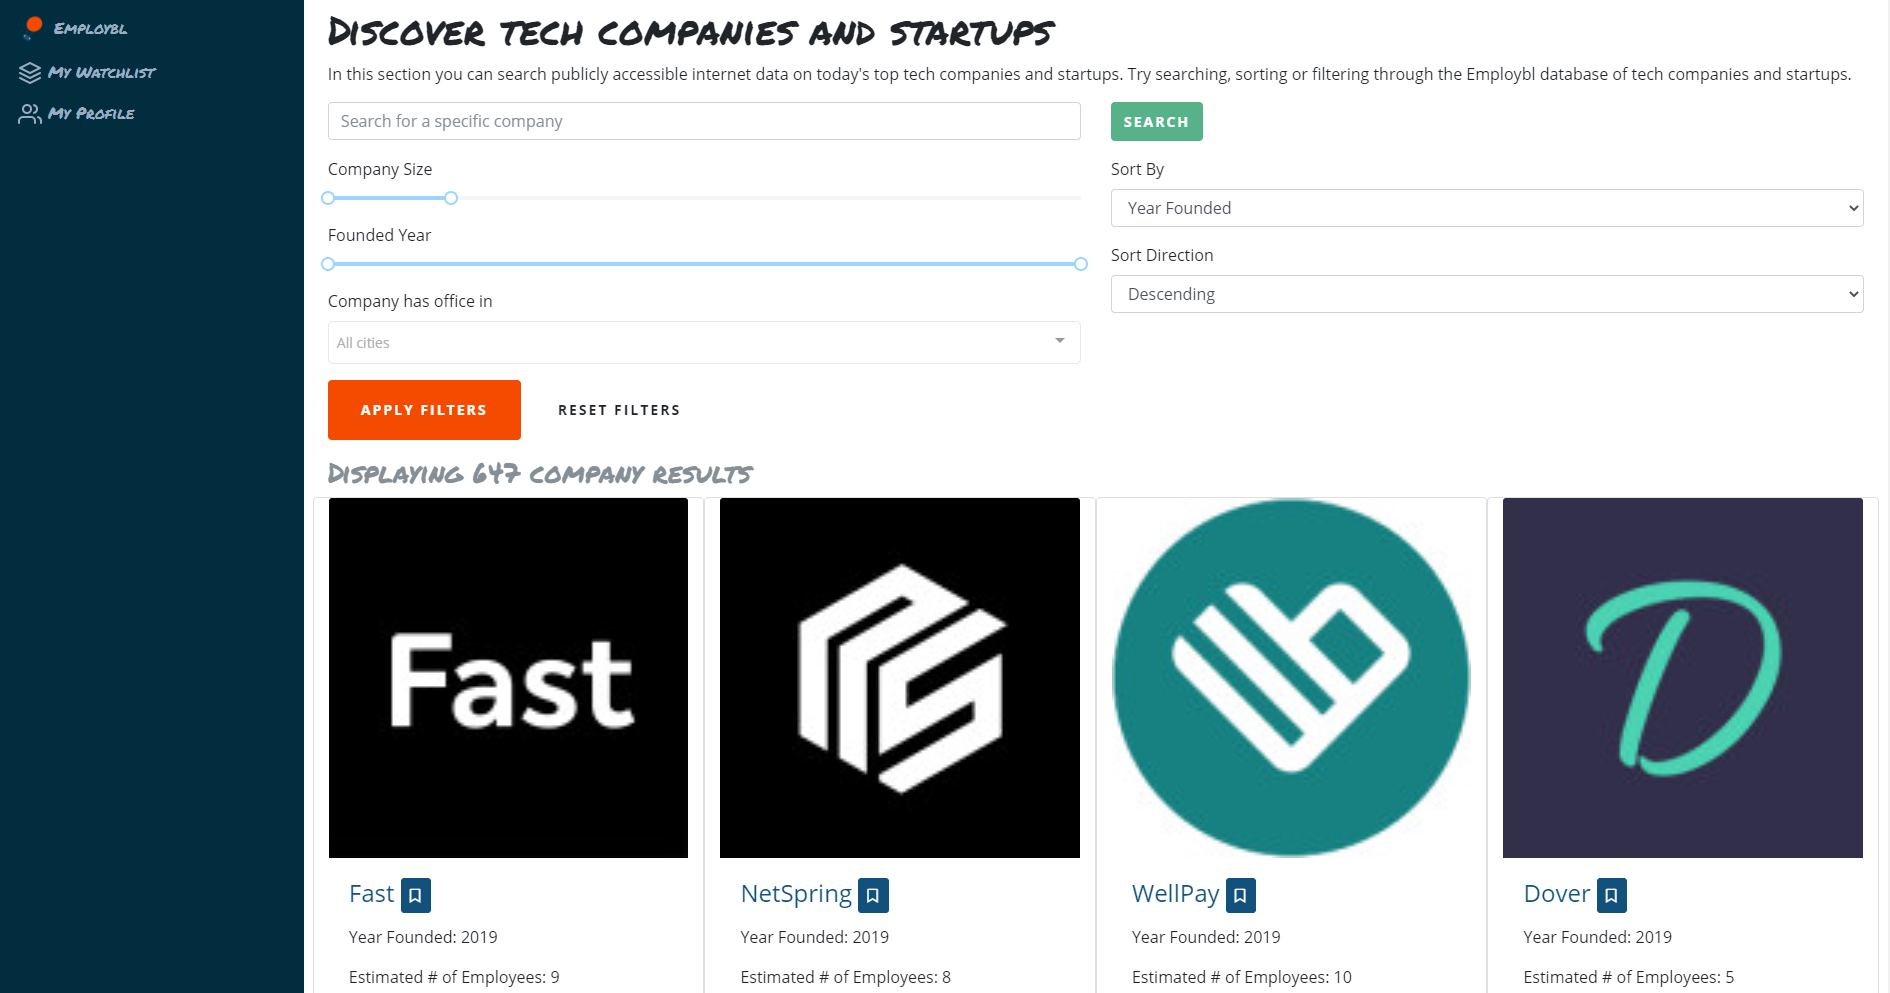 Employbl
My Watchlist
My Profile
Discover tech companies and startups
In this section you can search publicly accessible internet data on today's top tech companies and startups. Try searching, sorting or filtering through the Employbl database of tech companies and startups.
Search for a specific company
SEARCH
Company Size
Sort By
Year Founded
Founded Year
Sort Direction
Descending
Company has office in
All cities
APPLY FILTERS
RESET FILTERS
Displaying 647 company results
Fast
D
Fast
NetSpring
WellPay
Dover
Year Founded: 2019
Year Founded: 2019
Year Founded: 2019
Year Founded: 2019
Estimated # of Employees: 9
Estimated # of Employees: 8
Estimated # of Employees: 10
Estimated # of Employees: 5